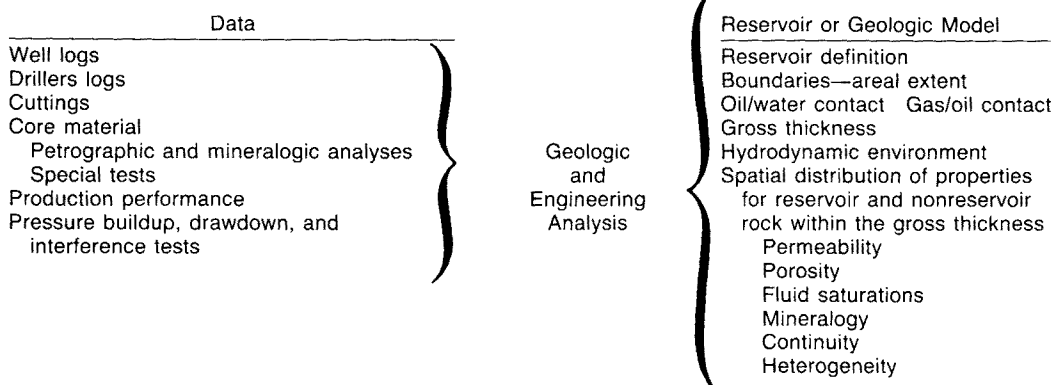 Data
Well logs
Drillers logs
Cuttings
Core material
Petrographic and mineralogic analyses
Special tests
Production performance
Pressure buildup, drawdown, and
interference tests
Geologic
and
Engineering
Analysis
Reservoir or Geologic Model
Reservoir definition
Boundaries—areal extent
Oil/water contact Gas/oil contact
Gross thickness
Hydrodynamic environment
Spatial distribution of properties
for reservoir and nonreservoir
rock within the gross thickness
Permeability
Porosity
Fluid saturations
Mineralogy
Continuity
Heterogeneity